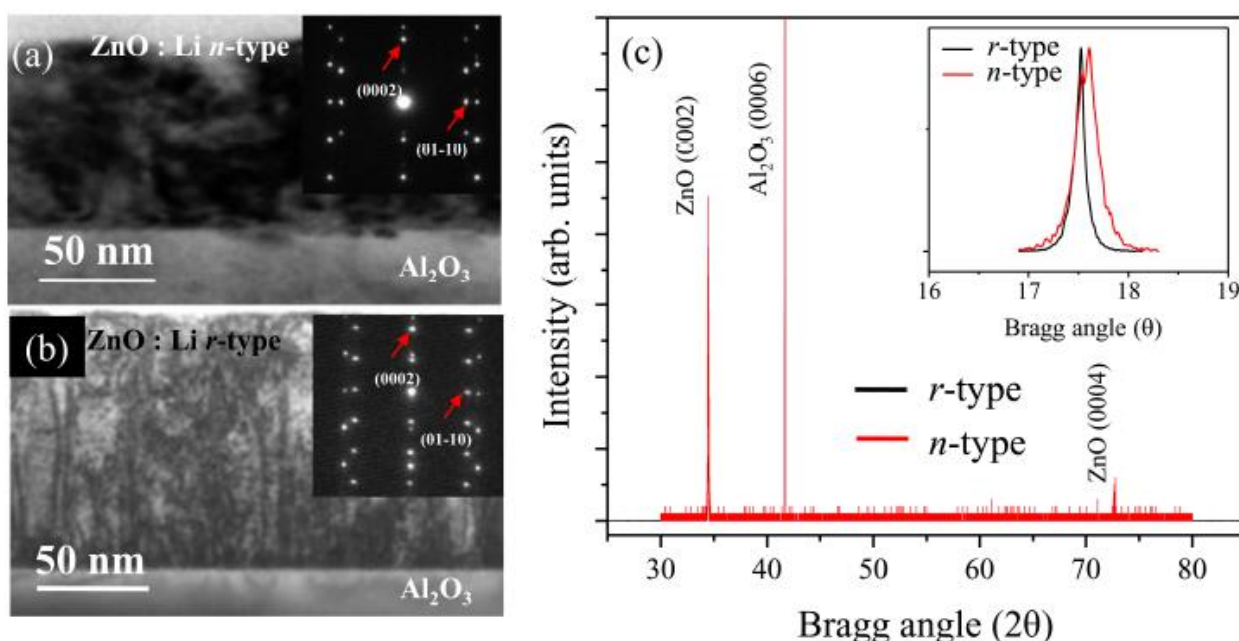 (a)
ZnO : Li n-type
(0002)
(01-10)
50 nm
Al₂O₃
(b)
ZnO : Li r-type
(0002)
(01-10)
50 nm
Al₂O₃
(c)
Intensity (arb. units)
ZnO (0002)
Al₂O₃ (0006)
ZnO (0004)
r-type
n-type
16 17 18 19
Bragg angle (θ)
r-type
n-type
30 40 50 60 70 80
Bragg angle (2θ)